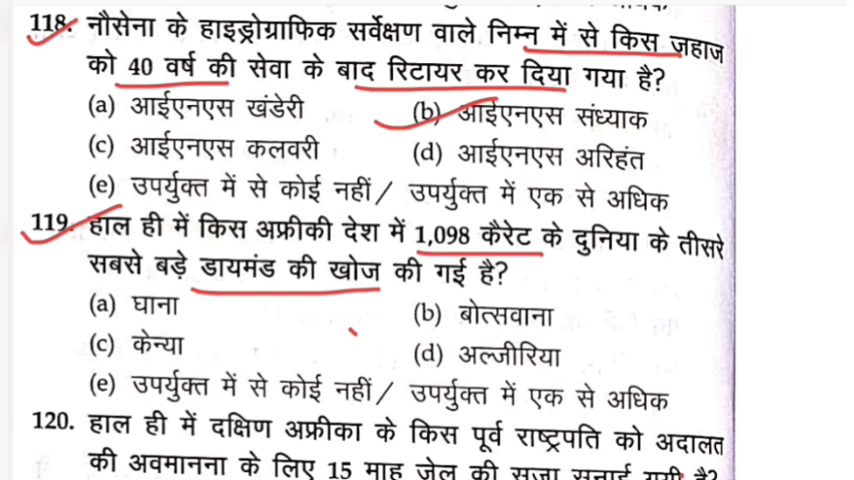 118. नौसेना के हाइड्रोग्राफिक सर्वेक्षण वाले निम्न में से किस जहाज
को 40 वर्ष की सेवा के बाद रिटायर कर दिया गया है?
(a) आईएनएस खंडेरी (b) आईएनएस संध्याक
(c) आईएनएस कलवरी (d) आईएनएस अरिहंत
(e) उपर्युक्त में से कोई नहीं / उपर्युक्त में एक से अधिक
119. हाल ही में किस अफ्रीकी देश में 1,098 कैरेट के दुनिया के तीसरे
सबसे बड़े डायमंड की खोज की गई है?
(a) घाना (b) बोत्सवाना
(c) केन्या (d) अल्जीरिया
(e) उपर्युक्त में से कोई नहीं / उपर्युक्त में एक से अधिक
120. हाल ही में दक्षिण अफ्रीका के किस पूर्व राष्ट्रपति को अदालत
की अवमानना के लिए 15 माह जेल की सजा सुनाई गयी है?